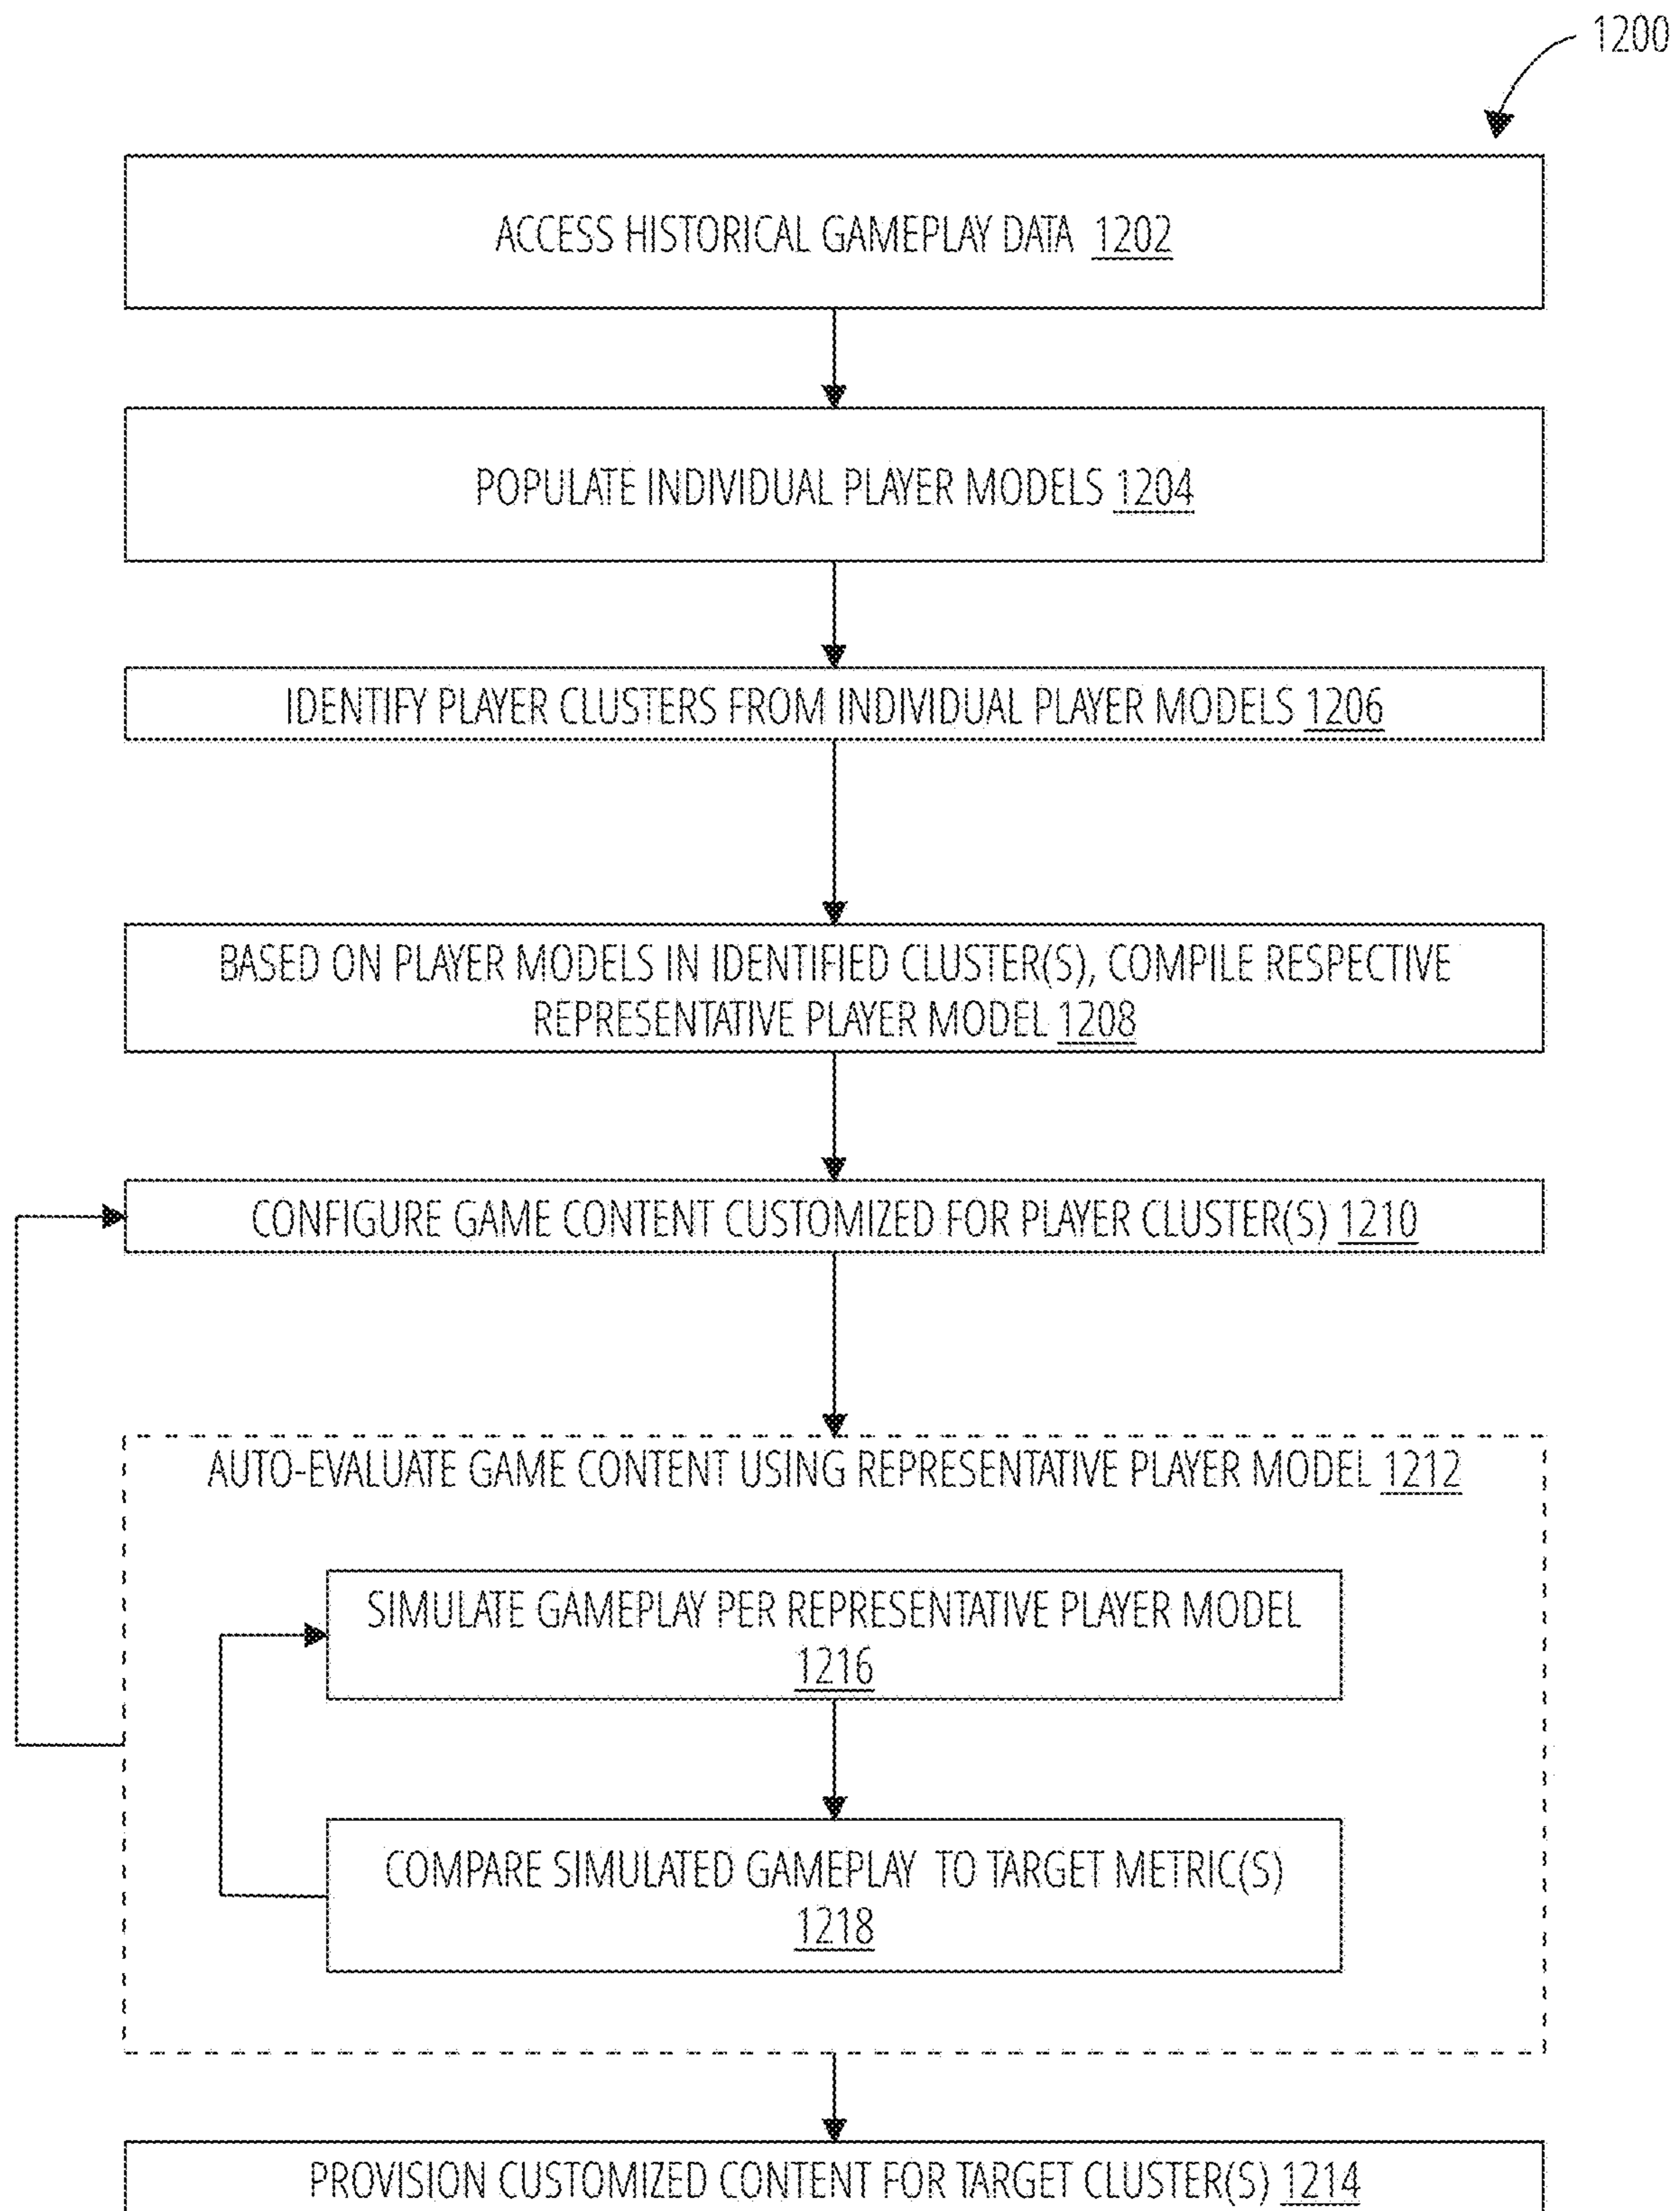 1200
ACCESS HISTORICAL GAMEPLAY DATA 1202
POPULATE INDIVIDUAL PLAYER MODELS 1204
IDENTIFY PLAYER CLUSTERS FROM INDIVIDUAL PLAYER MODELS 1206
BASED ON PLAYER MODELS IN IDENTIFIED CLUSTER(S), COMPILE RESPECTIVE
REPRESENTATIVE PLAYER MODEL 1208
CONFIGURE GAME CONTENT CUSTOMIZED FOR PLAYER CLUSTER(S) 1210
AUTO-EVALUATE GAME CONTENT USING REPRESENTATIVE PLAYER MODEL 1212
SIMULATE GAMEPLAY PER REPRESENTATIVE PLAYER MODEL
1216
COMPARE SIMULATED GAMEPLAY TO TARGET METRIC(S)
1218
PROVISION CUSTOMIZED CONTENT FOR TARGET CLUSTER(S) 1214